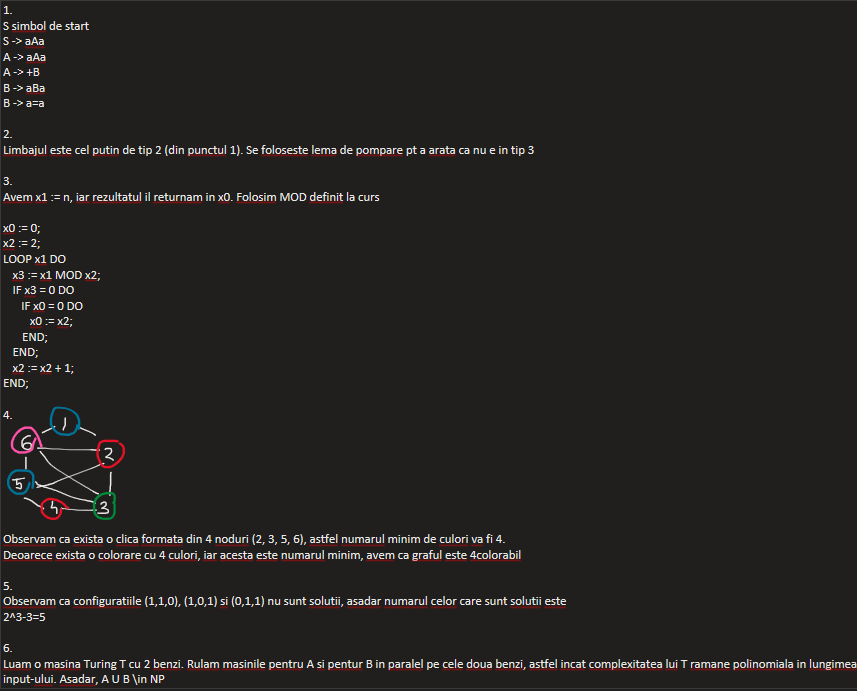 1.
S simbol de start
S -> aAa
A -> aAa
A -> +B
B -> aBa
B -> a=a
2.
Limbajul este cel putin de tip 2 (din punctul 1). Se foloseste lema de pompare pt a arata ca nu e in tip 3
3.
Avem x1 := n, iar rezultatul il returnam in x0. Folosim MOD definit la curs
x0 := 0;
x2 := 2;
LOOP x1 DO
x3 := x1 MOD x2;
IF x3 = 0 DO
IF x0 = 0 DO
x0 := x2;
END;
END;
x2 := x2 + 1;
END;
4.
1
6
2
5
4
3
Observam ca exista o clica formata din 4 noduri (2, 3, 5, 6), astfel numarul minim de culori va fi 4.
Deoarece exista o colorare cu 4 culori, iar acesta este numarul minim, avem ca graful este 4colorabil
5.
Observam ca configuratiile (1,1,0), (1,0,1) si (0,1,1) nu sunt solutii, asadar numarul celor care sunt solutii este
2^3-3=5
6.
Luam o masina Turing T cu 2 benzi. Rulam masinile pentru A si pentur B in paralel pe cele doua benzi, astfel incat complexitatea lui T ramane polinomiala in lungimea
input-ului. Asadar, A U B \in NP